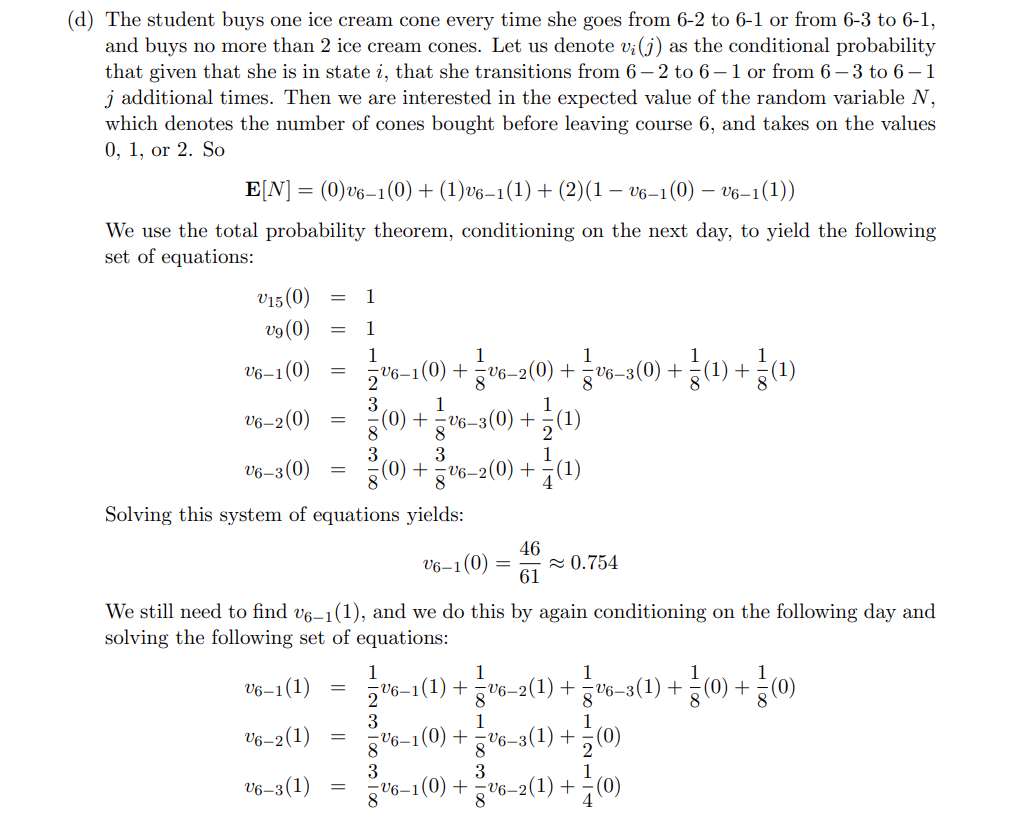 (d) The student buys one ice cream cone every time she goes from 6-2 to 6-1 or from 6-3 to 6-1,
and buys no more than 2 ice cream cones. Let us denote v_i(j) as the conditional probability
that given that she is in state i, that she transitions from 6 − 2 to 6 − 1 or from 6 − 3 to 6 − 1
j additional times. Then we are interested in the expected value of the random variable N,
which denotes the number of cones bought before leaving course 6, and takes on the values
0, 1, or 2. So
E[N] = (0)v_{6−1}(0) + (1)v_{6−1}(1) + (2)(1 − v_{6−1}(0) − v_{6−1}(1))
We use the total probability theorem, conditioning on the next day, to yield the following
set of equations:
v_{15}(0) = 1
v_9(0) = 1
v_{6−1}(0) = \frac{1}{2}v_{6−1}(0) + \frac{1}{8}v_{6−2}(0) + \frac{1}{8}v_{6−3}(0) + \frac{1}{8}(1) + \frac{1}{8}(1)
v_{6−2}(0) = \frac{3}{8}(0) + \frac{1}{8}v_{6−3}(0) + \frac{1}{2}(1)
v_{6−3}(0) = \frac{3}{8}(0) + \frac{3}{8}v_{6−2}(0) + \frac{1}{4}(1)
Solving this system of equations yields:
v_{6−1}(0) = \frac{46}{61} ≈ 0.754
We still need to find v_{6−1}(1), and we do this by again conditioning on the following day and
solving the following set of equations:
v_{6−1}(1) = \frac{1}{2}v_{6−1}(1) + \frac{1}{8}v_{6−2}(1) + \frac{1}{8}v_{6−3}(1) + \frac{1}{8}(0) + \frac{1}{8}(0)
v_{6−2}(1) = \frac{3}{8}v_{6−1}(0) + \frac{1}{8}v_{6−3}(1) + \frac{1}{2}(0)
v_{6−3}(1) = \frac{3}{8}v_{6−1}(0) + \frac{3}{8}v_{6−2}(1) + \frac{1}{4}(0)